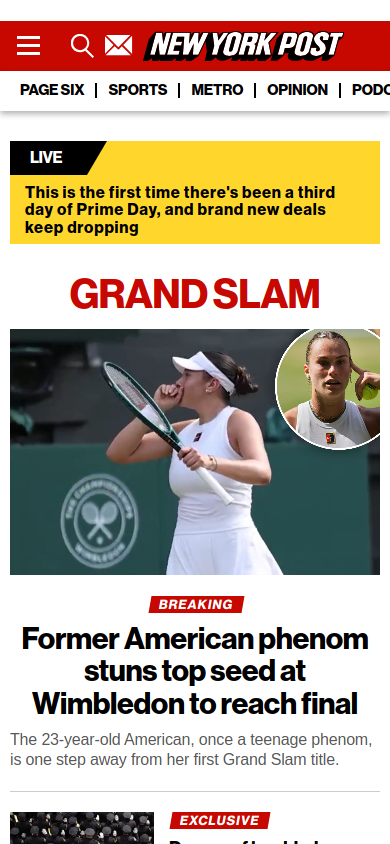 NEW YORK POST
PAGE SIX | SPORTS | METRO | OPINION |
LIVE
This is the first time there's been a third
day of Prime Day, and brand new deals
keep dropping
GRAND SLAM
THE CHAMPIONSHIPS
WIMBLEDON
BREAKING
Former American phenom
stuns top seed at
Wimbledon to reach final
The 23-year-old American, once a teenage phenom,
is one step away from her first Grand Slam title.
EXCLUSIVE